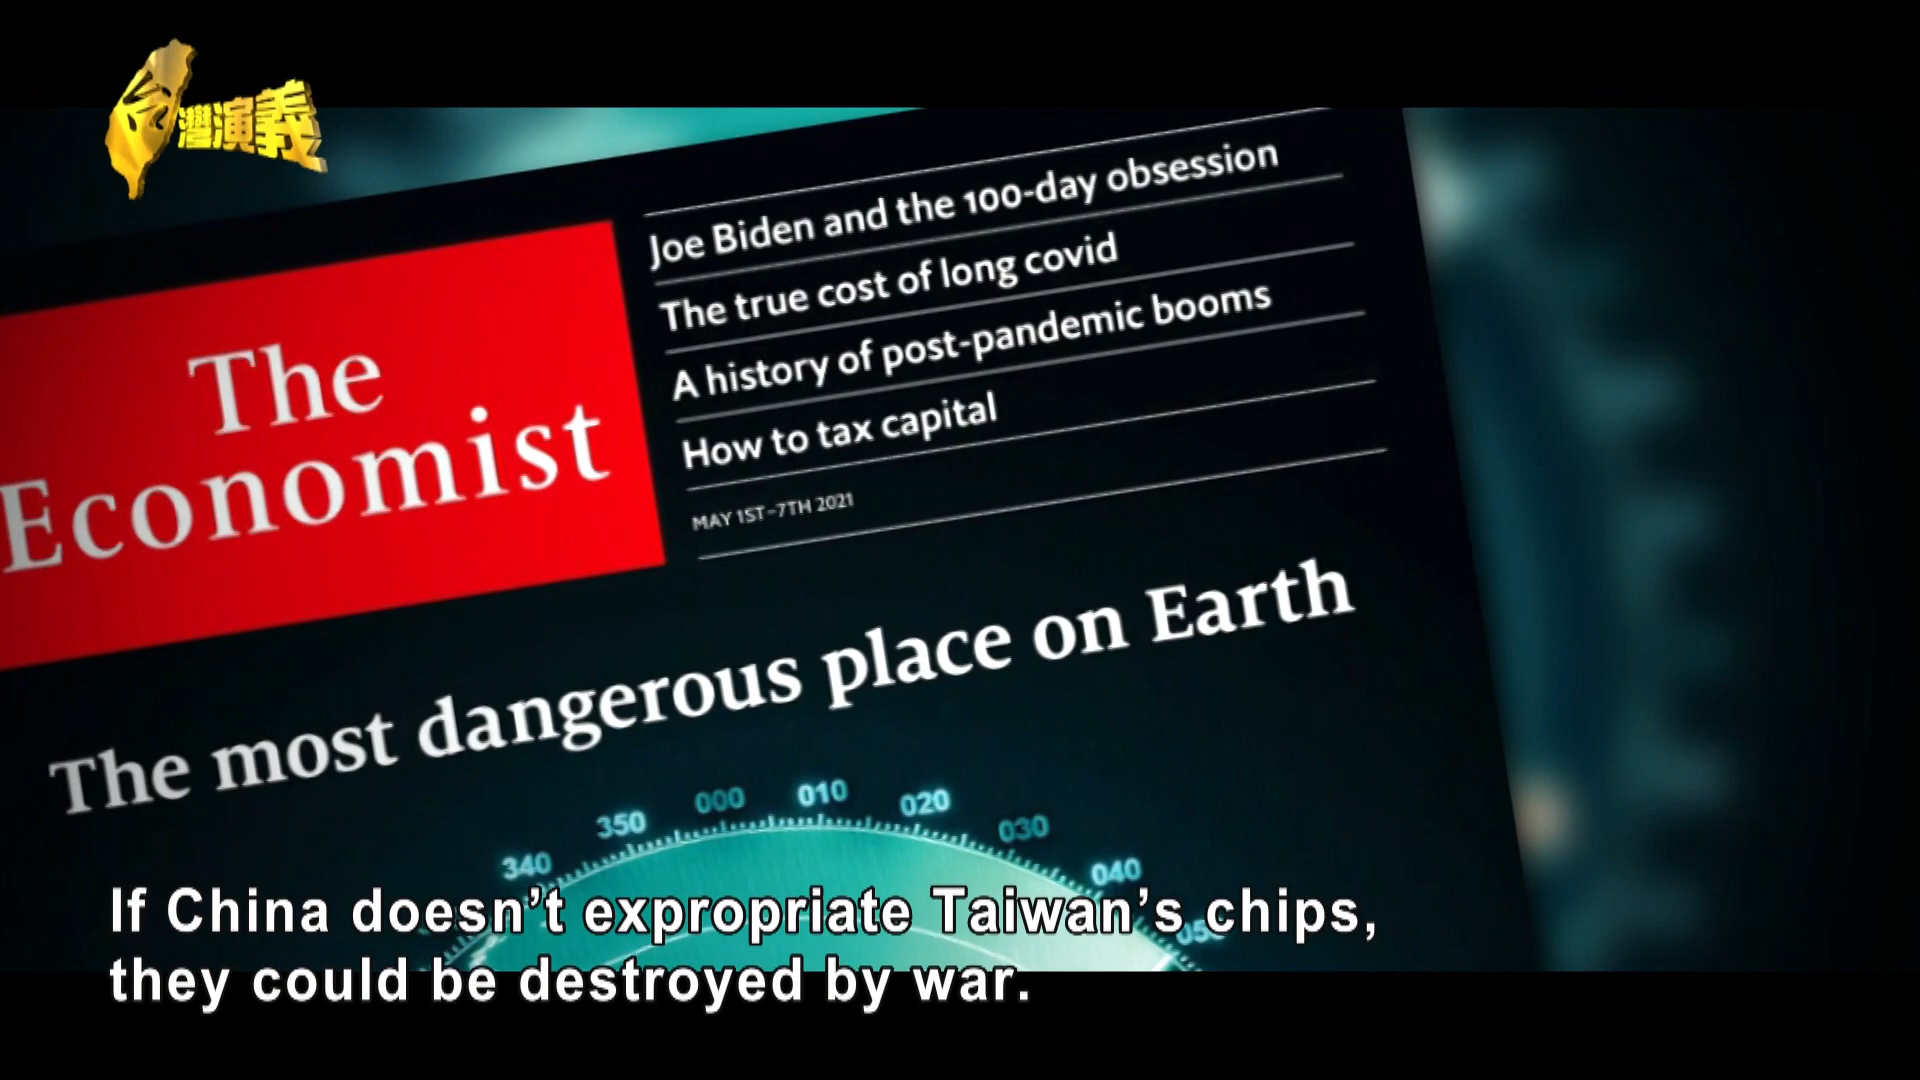 台灣演義
Joe Biden and the 100-day obsession
The true cost of long covid
A history of post-pandemic booms
How to tax capital
MAY 1ST–7TH 2021
The
Economist
The most dangerous place on Earth
340 350 000 010 020 030 040 050
If China doesn’t expropriate Taiwan’s chips,
they could be destroyed by war.